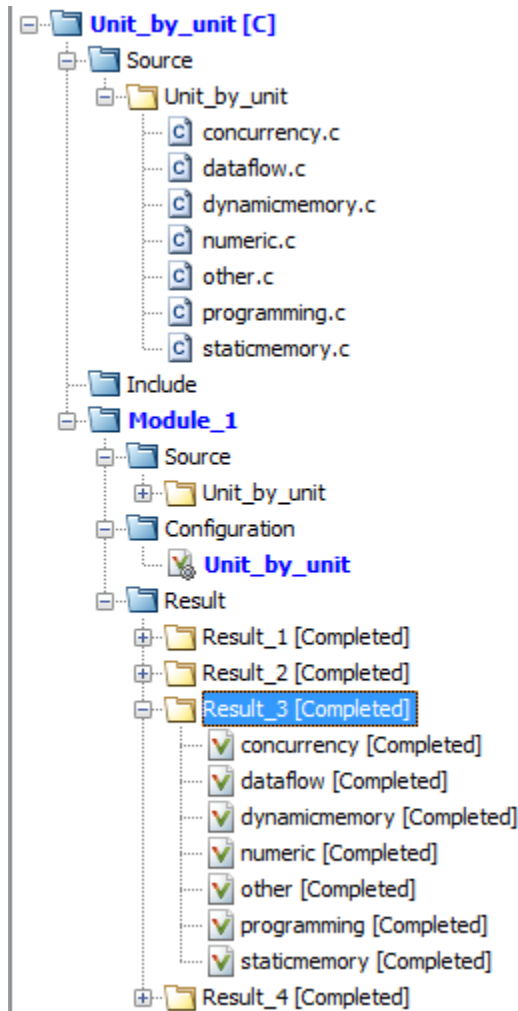 Unit_by_unit [C]
Source
Unit_by_unit
concurrency.c
dataflow.c
dynamicmemory.c
numeric.c
other.c
programming.c
staticmemory.c
Include
Module_1
Source
Unit_by_unit
Configuration
Unit_by_unit
Result
Result_1 [Completed]
Result_2 [Completed]
Result_3 [Completed]
concurrency [Completed]
dataflow [Completed]
dynamicmemory [Completed]
numeric [Completed]
other [Completed]
programming [Completed]
staticmemory [Completed]
Result_4 [Completed]